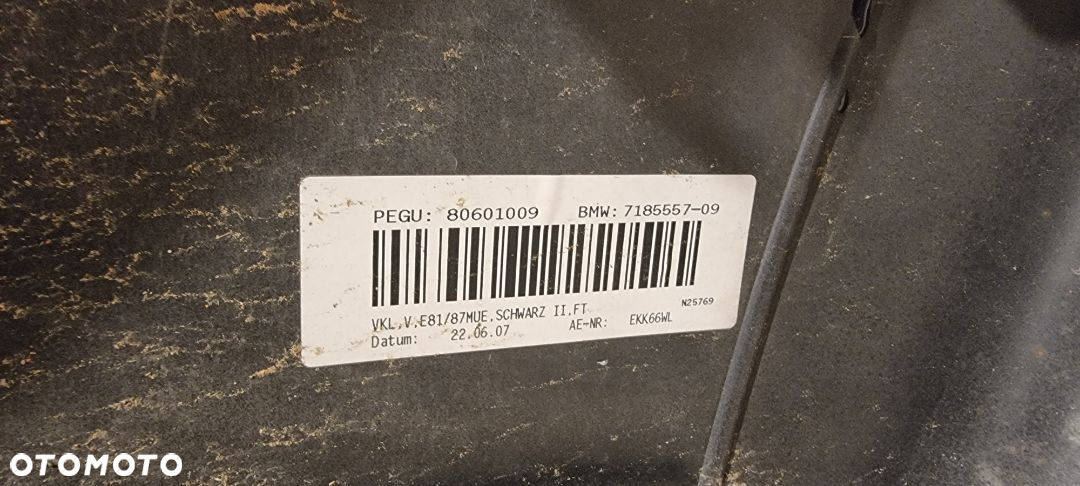 PEGU: 80601009 BMW: 7185557-09
VKL.V.E81/87MUE.SCHWARZ II.FT N25769
Datum: 22.06.07 AE-NR: EKK66WL
OTOMOTO